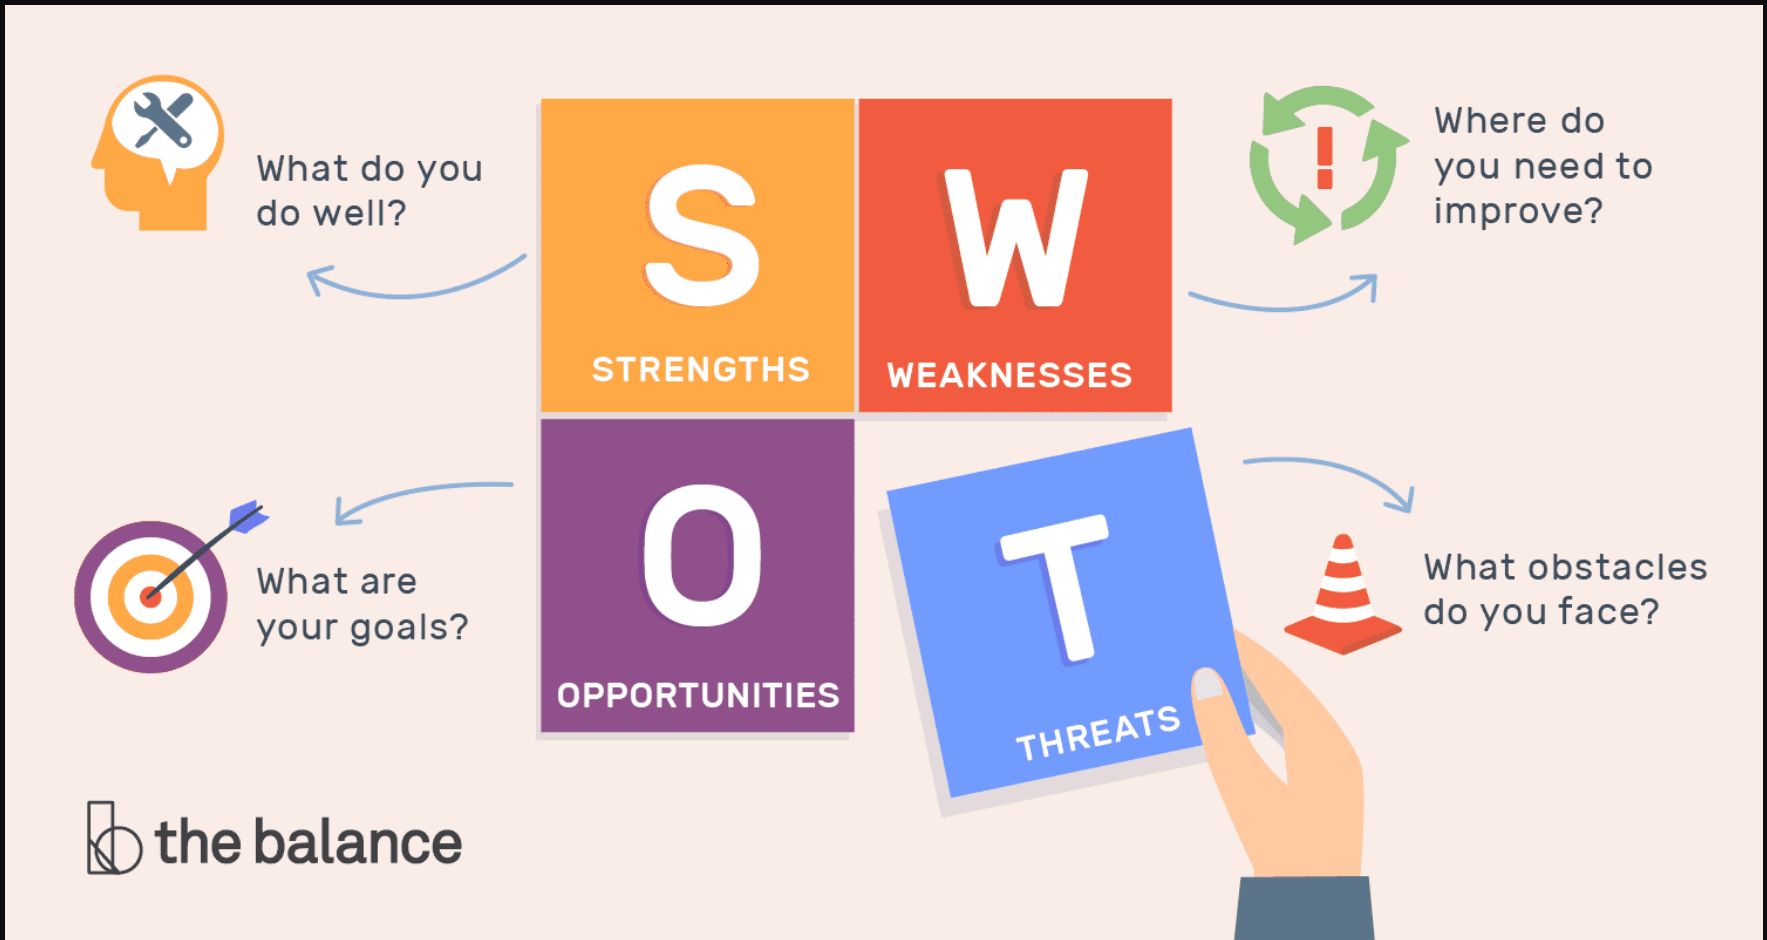 What do you
do well?
S
STRENGTHS
W
WEAKNESSES
!
Where do
you need to
improve?
What are
your goals?
O
OPPORTUNITIES
T
THREATS
What obstacles
do you face?
the balance